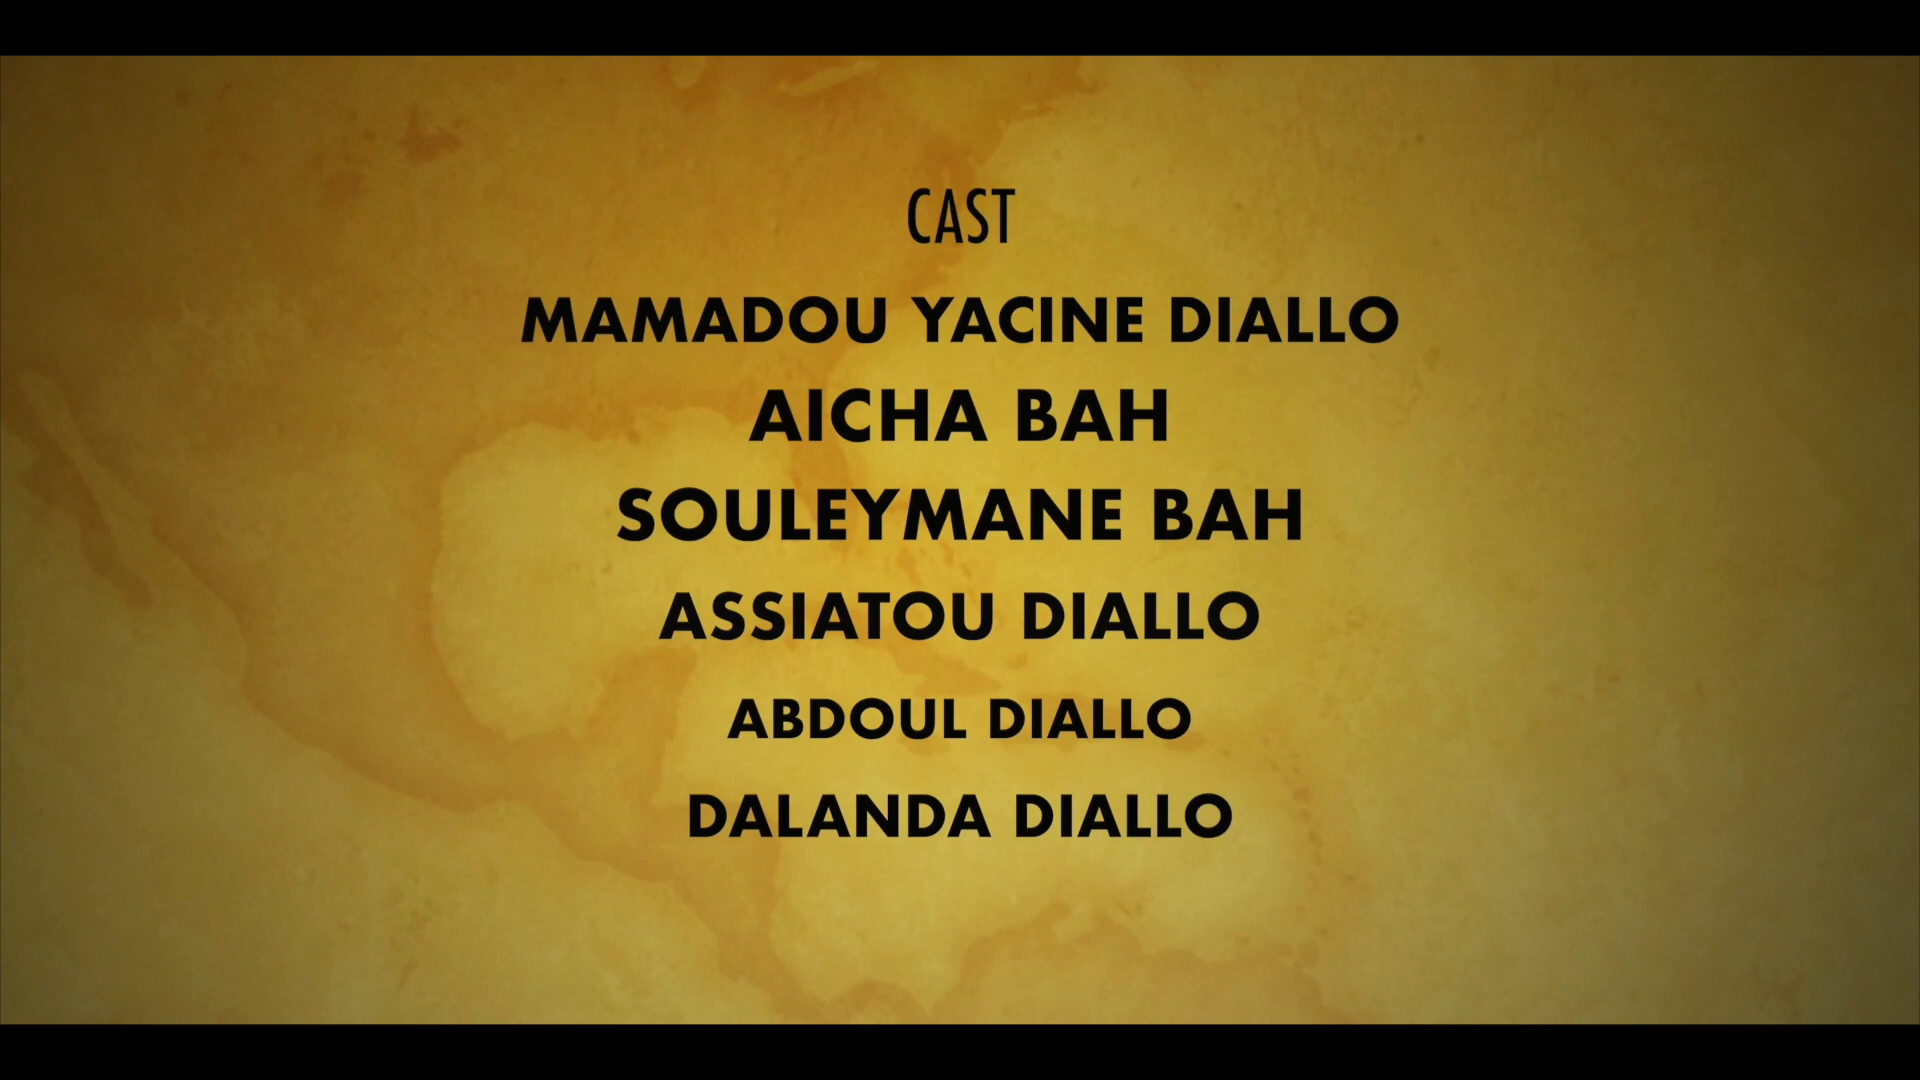 CAST
MAMADOU YACINE DIALLO
AICHA BAH
SOULEYMANE BAH
ASSIATOU DIALLO
ABDOUL DIALLO
DALANDA DIALLO